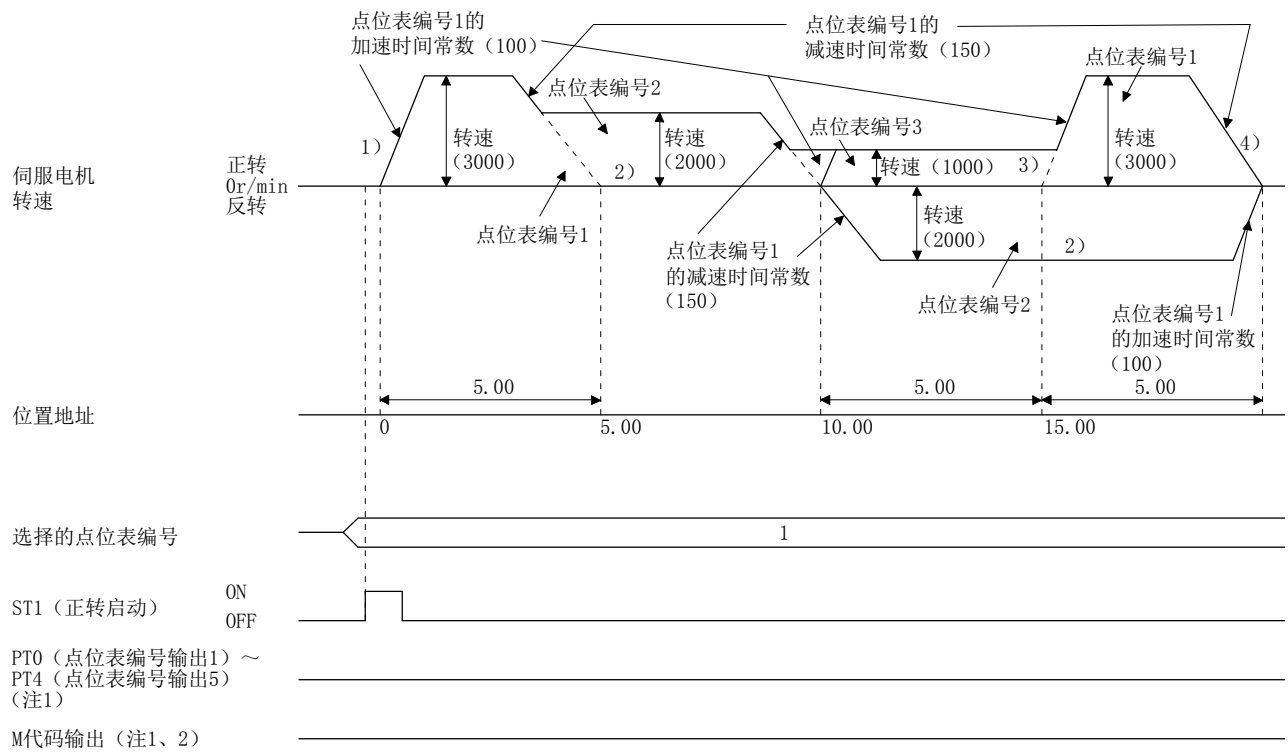 点位表编号1的
加速时间常数（100）
点位表编号1的
减速时间常数（150）
点位表编号1
点位表编号2
点位表编号3
1）
转速
（3000）
2）
转速
（2000）
转速（1000）
3）
转速
（3000）
4）
伺服电机
转速
正转
0r/min
反转
点位表编号1
点位表编号1
的减速时间常数
（150）
转速
（2000）
2）
点位表编号2
点位表编号1
的加速时间常数
（100）
5.00
5.00
5.00
位置地址
0
5.00
10.00
15.00
选择的点位表编号
1
ST1（正转启动）
ON
OFF
PT0（点位表编号输出1）～
PT4（点位表编号输出5）
（注1）
M代码输出（注1、2）